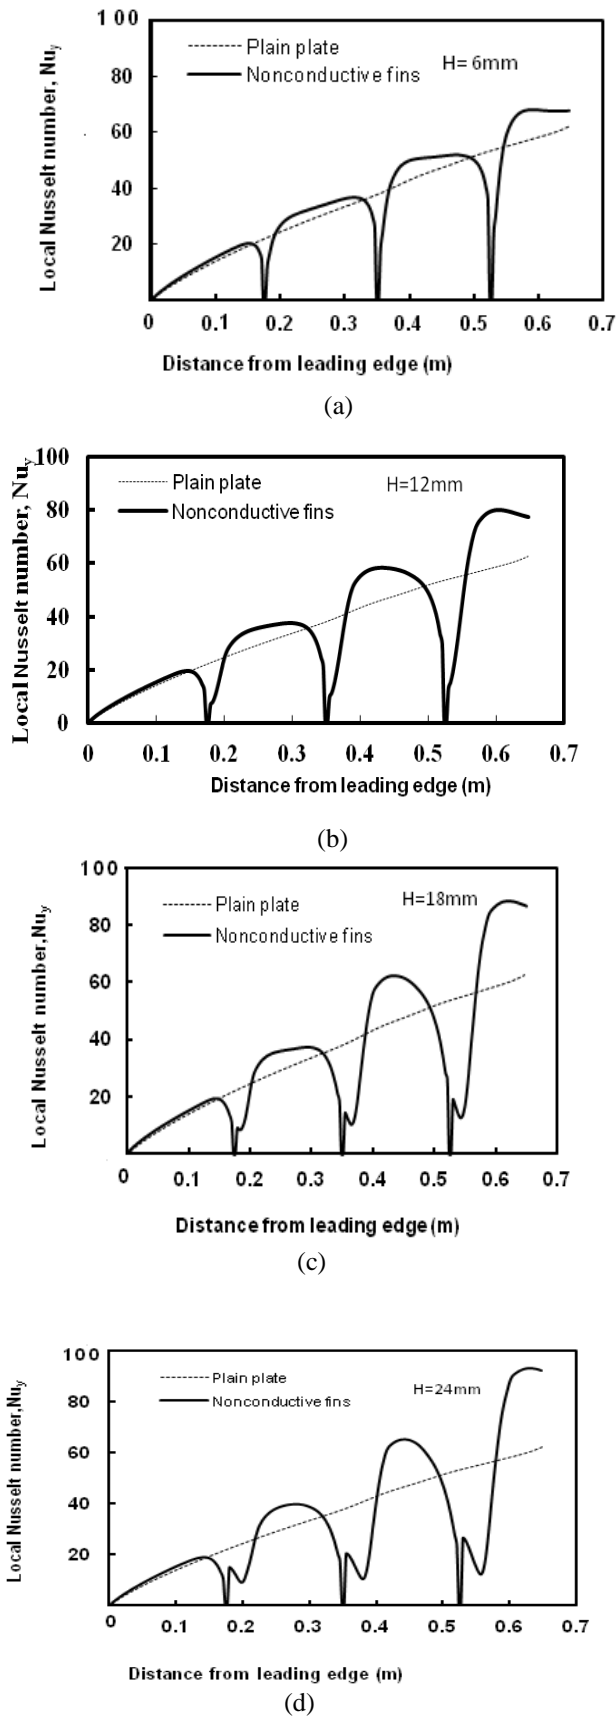 100
Plain plate
Nonconductive fins
H= 6mm
80
60
40
20
Local Nusselt number, Nuy
0 0.1 0.2 0.3 0.4 0.5 0.6 0.7
Distance from leading edge (m)
(a)
100
Plain plate
Nonconductive fins
H=12mm
80
60
40
20
0
Local Nusselt number, Nuy
0 0.1 0.2 0.3 0.4 0.5 0.6 0.7
Distance from leading edge (m)
(b)
100
Plain plate
Nonconductive fins
H=18mm
80
60
40
20
Local Nusselt number,Nuy
0 0.1 0.2 0.3 0.4 0.5 0.6 0.7
Distance from leading edge (m)
(c)
100
Plain plate
Nonconductive fins
H=24mm
80
60
40
20
Local Nusselt number,Nuy
0 0.1 0.2 0.3 0.4 0.5 0.6 0.7
Distance from leading edge (m)
(d)